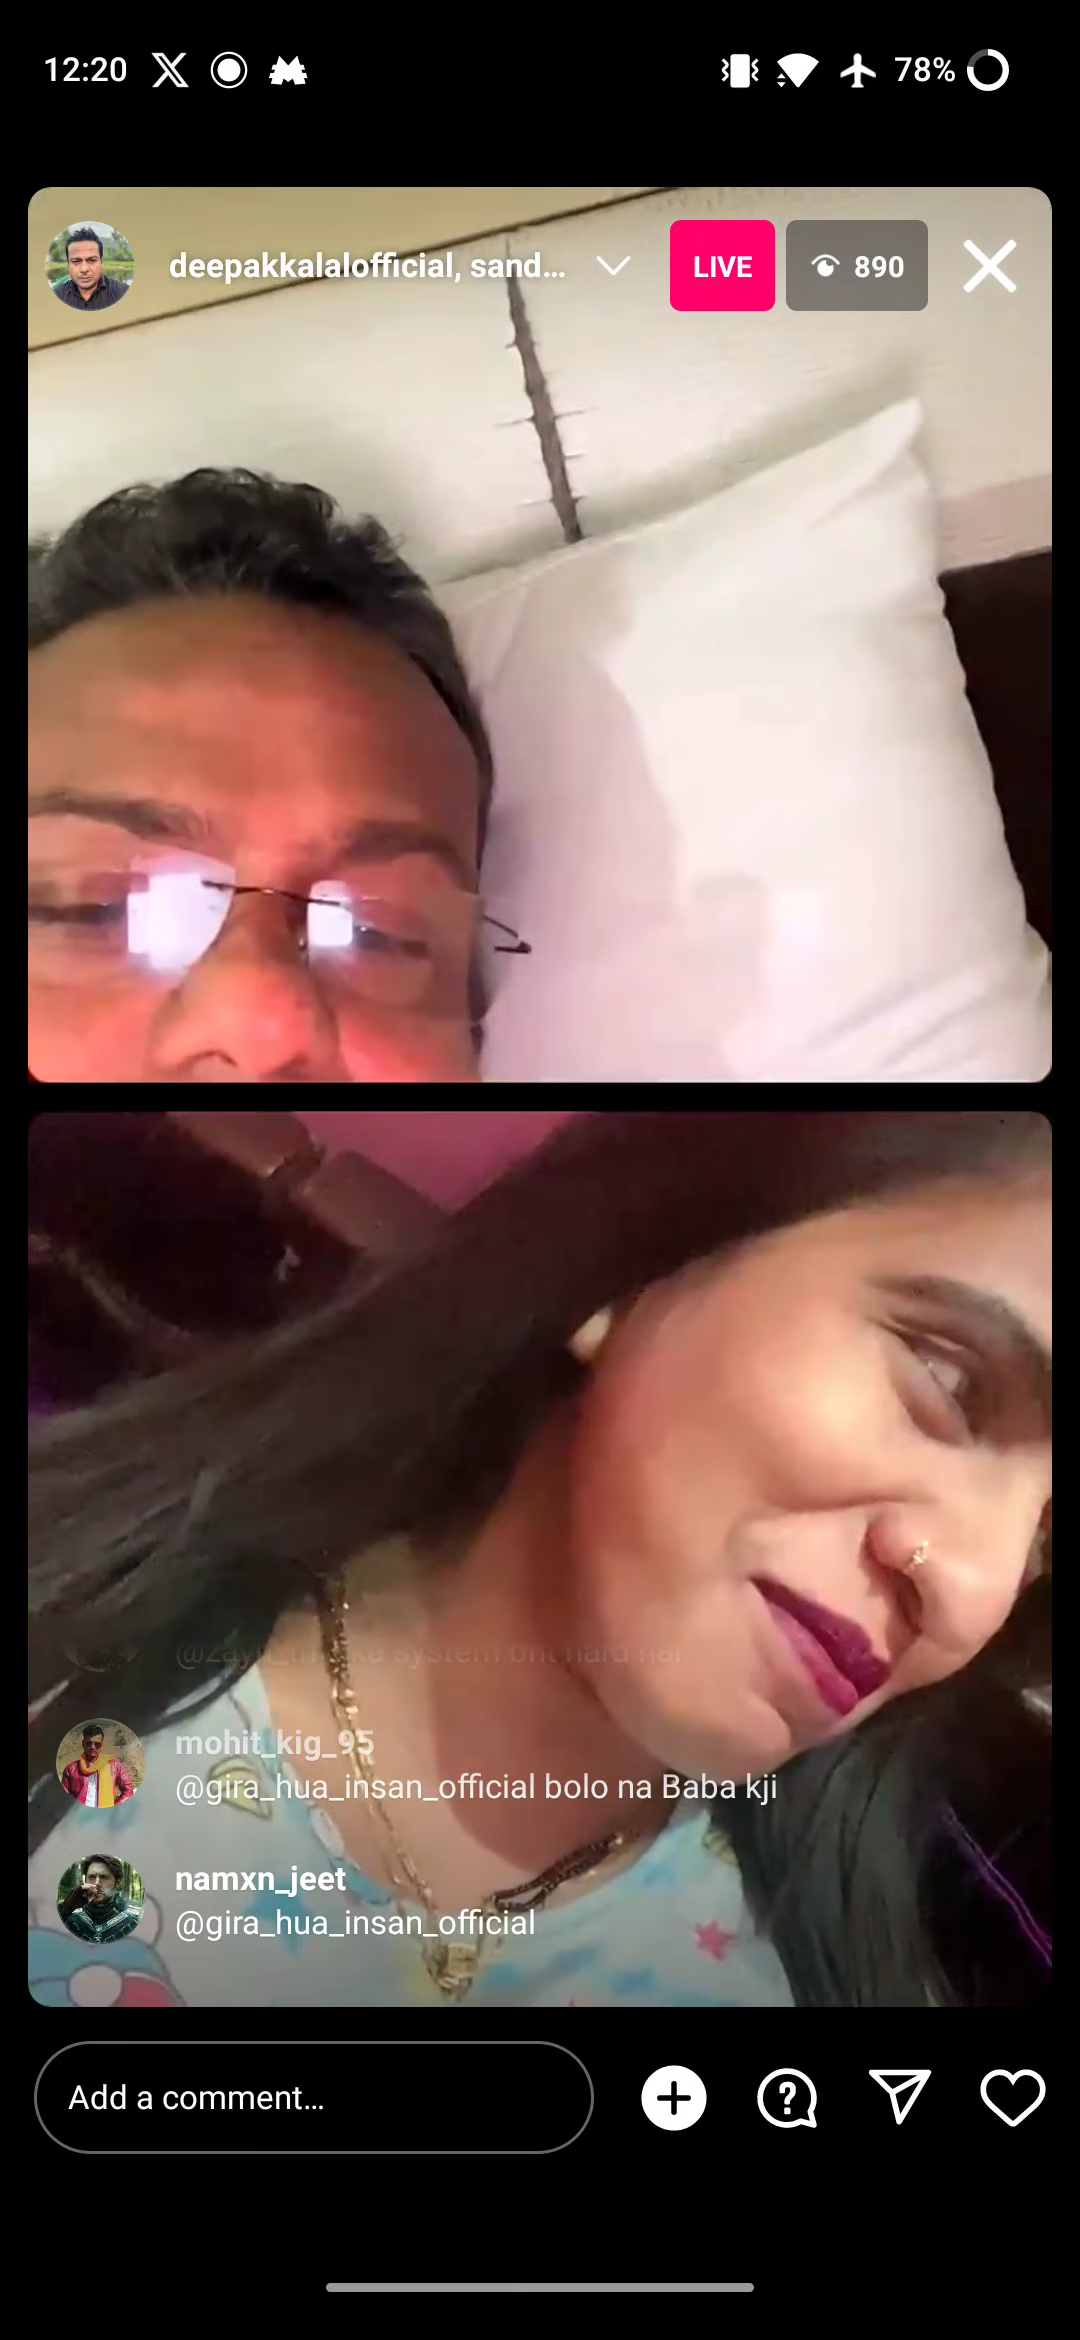 12:20
78%
deepakkalalofficial, sand...
LIVE
890
mohit_kig_95
@gira_hua_insan_official bolo na Baba kji
namxn_jeet
@gira_hua_insan_official
Add a comment...